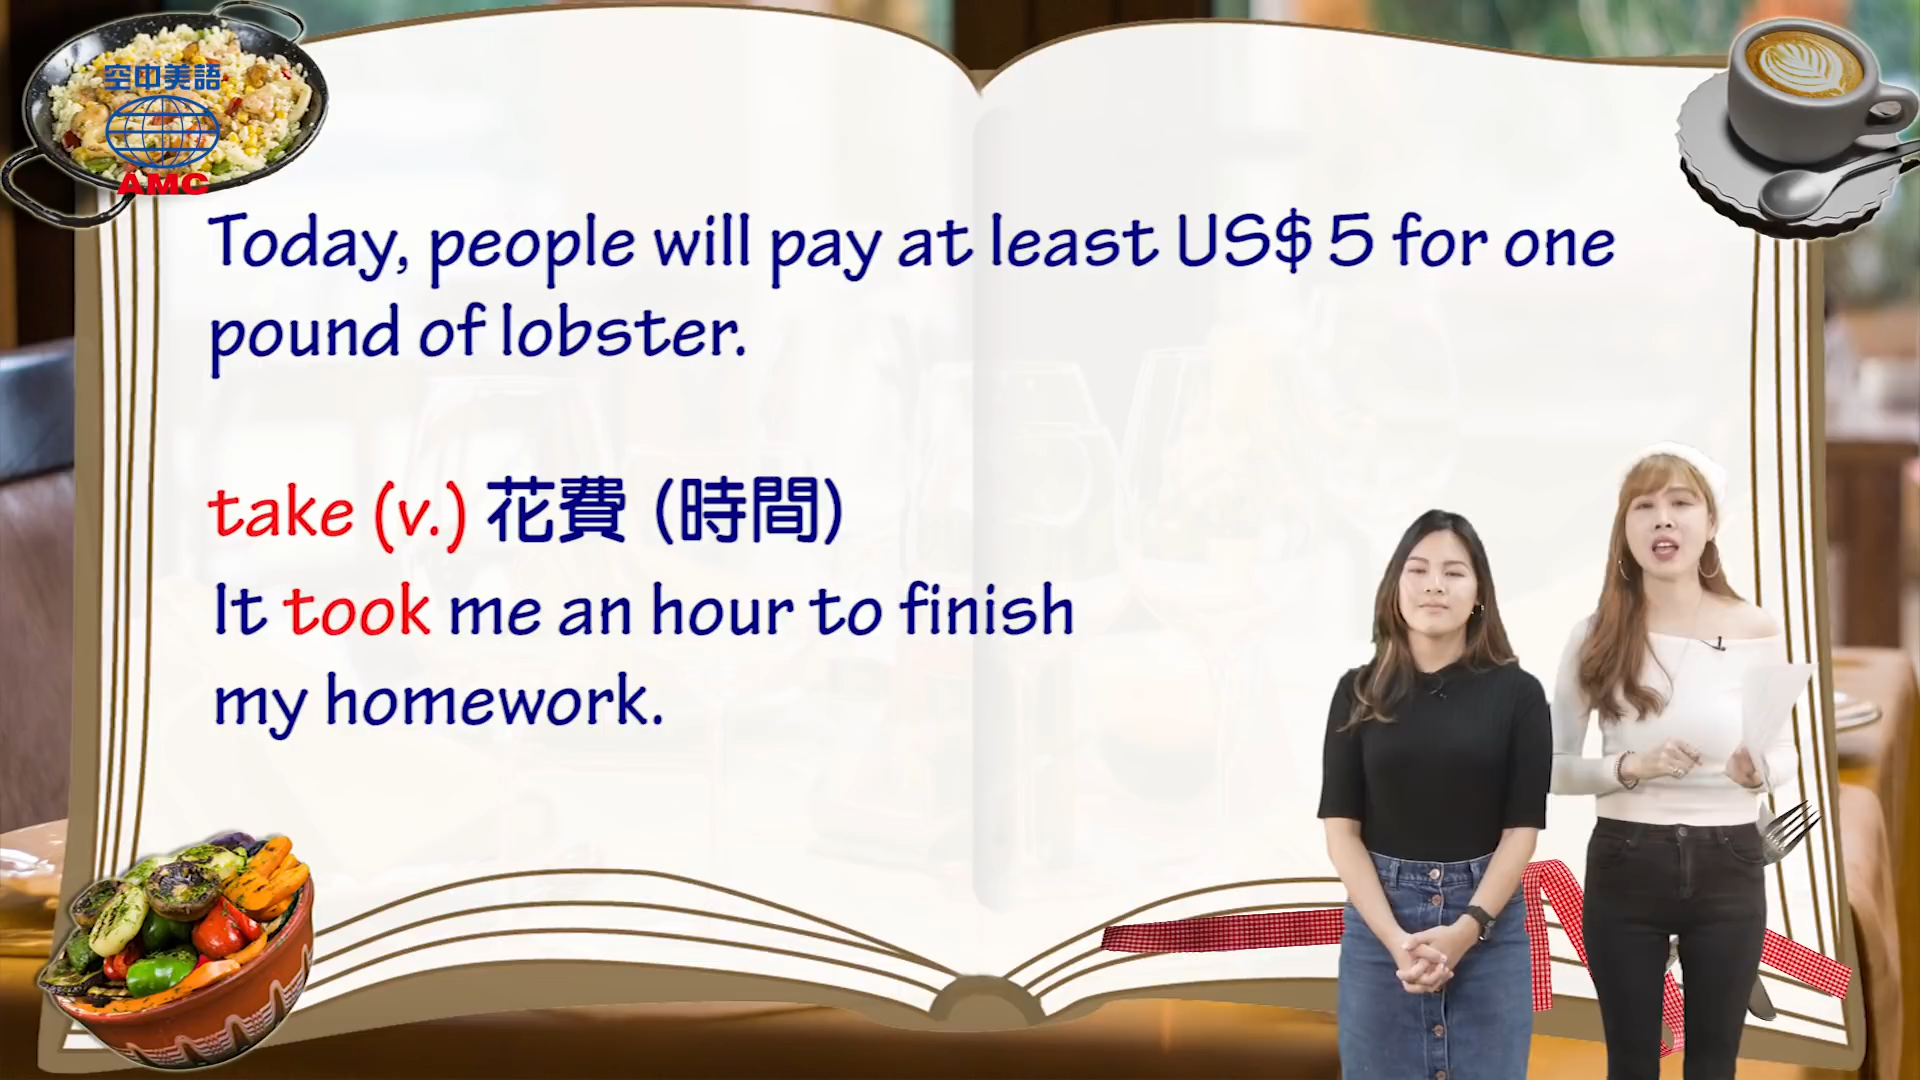 空中美語
AMC
Today, people will pay at least US$ 5 for one
pound of lobster.
take (v.) 花費 (時間)
It took me an hour to finish
my homework.